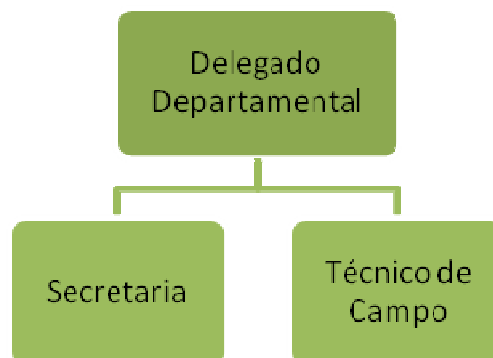 Delegado
Departamental
Secretaria
Técnico de
Campo